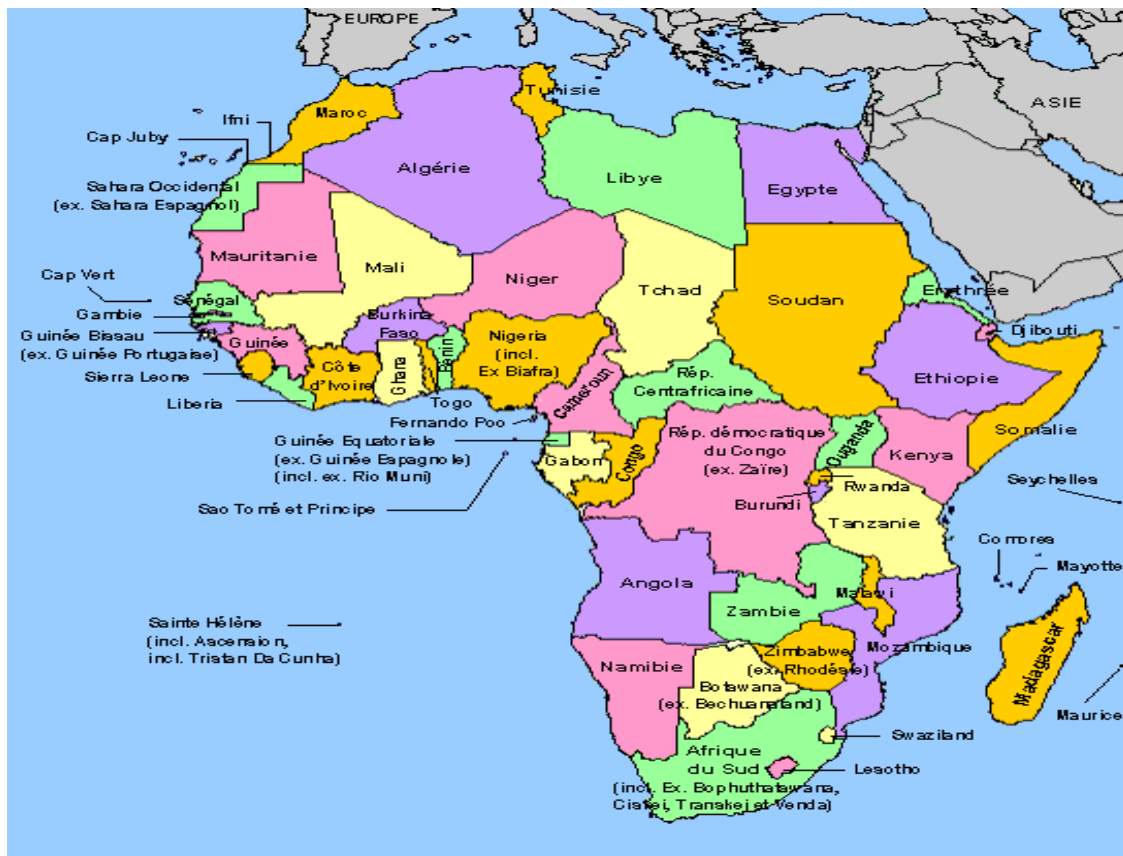 EUROPE
ASIE
Ifni
Maroc
Tunisie
Cap Juby
Algérie
Libye
Egypte
Sahara Occidental
(ex. Sahara Espagnol)
Mauritanie
Mali
Niger
Tchad
Soudan
Erythrée
Cap Vert
Sénégal
Gambie
Djibouti
Guinée Bissau
(ex. Guinée Portugaise)
Guinée
Burkina
Faso
Bénin
Nigeria
(incl.
Ex Biafra)
Sierra Leone
Côte
d'Ivoire
Ghana
Rép.
Centrafricaine
Ethiopie
Liberia
Togo
Cameroun
Fernando Poo
Somalie
Guinée Equatoriale
(ex. Guinée Espagnole)
(incl. ex. Rio Muni)
Gabon
Congo
Rép. démocratique
du Congo
(ex. Zaïre)
Ouganda
Kenya
Seychelles
Rwanda
Burundi
Sao Tomé et Principe
Tanzanie
Comores
Mayotte
Angola
Malawi
Zambie
Sainte Hélène
(incl. Ascension,
incl. Tristan Da Cunha)
Mozambique
Madagascar
Zimbabwe
(ex. Rhodésie)
Namibie
Botswana
(ex. Bechuanaland)
Maurice
Swaziland
Afrique
du Sud
Lesotho
(incl. Ex. Bophuthatswana,
Ciskei, Transkei et Venda)